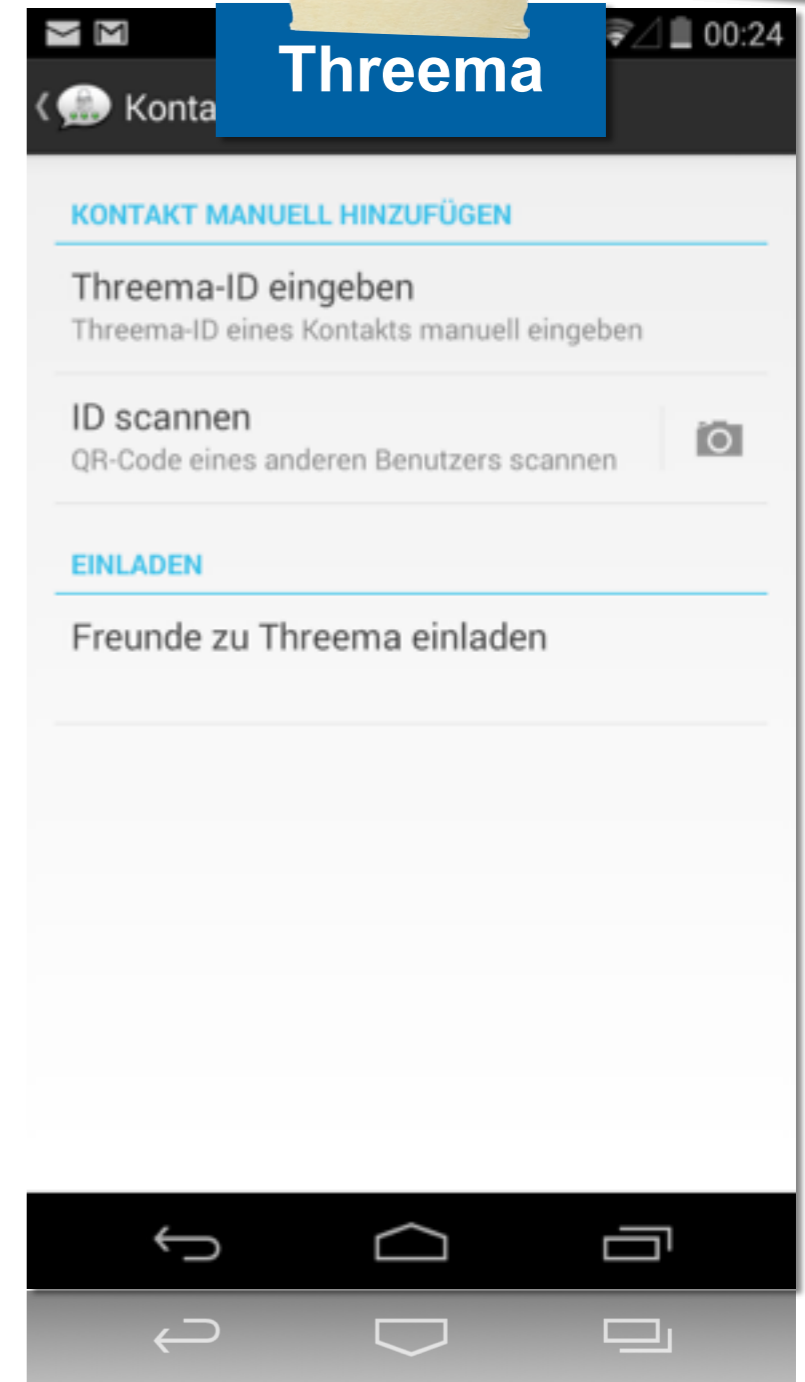 00:24
Threema
Konta
KONTAKT MANUELL HINZUFÜGEN
Threema-ID eingeben
Threema-ID eines Kontakts manuell eingeben
ID scannen
QR-Code eines anderen Benutzers scannen
EINLADEN
Freunde zu Threema einladen